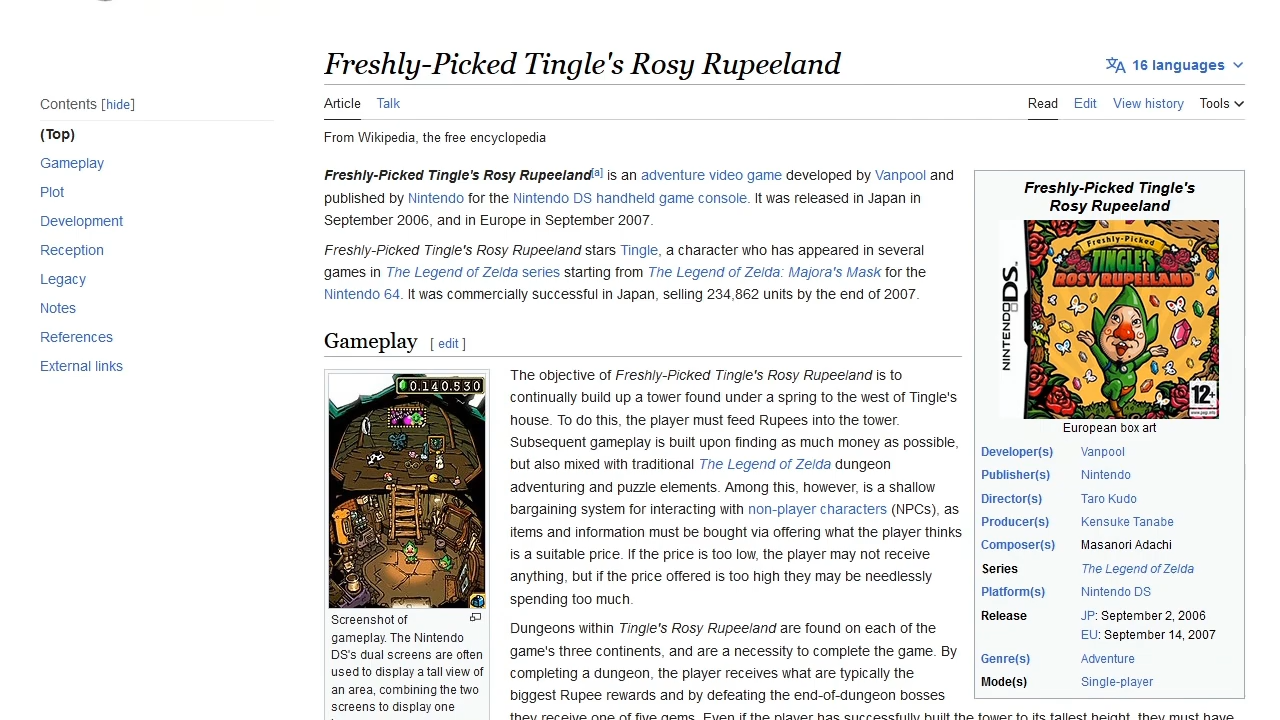 Freshly-Picked Tingle's Rosy Rupeeland
16 languages
Contents [hide]
Article Talk
Read Edit View history Tools
(Top)
Gameplay
Plot
Development
Reception
Legacy
Notes
References
External links
From Wikipedia, the free encyclopedia
Freshly-Picked Tingle's Rosy Rupeeland[a] is an adventure video game developed by Vanpool and
published by Nintendo for the Nintendo DS handheld game console. It was released in Japan in
September 2006, and in Europe in September 2007.
Freshly-Picked Tingle's Rosy Rupeeland stars Tingle, a character who has appeared in several
games in The Legend of Zelda series starting from The Legend of Zelda: Majora's Mask for the
Nintendo 64. It was commercially successful in Japan, selling 234,862 units by the end of 2007.
Gameplay [ edit ]
0.140.530
Screenshot of
gameplay. The Nintendo
DS's dual screens are often
used to display a tall view of
an area, combining the two
screens to display one
The objective of Freshly-Picked Tingle's Rosy Rupeeland is to
continually build up a tower found under a spring to the west of Tingle's
house. To do this, the player must feed Rupees into the tower.
Subsequent gameplay is built upon finding as much money as possible,
but also mixed with traditional The Legend of Zelda dungeon
adventuring and puzzle elements. Among this, however, is a shallow
bargaining system for interacting with non-player characters (NPCs), as
items and information must be bought via offering what the player thinks
is a suitable price. If the price is too low, the player may not receive
anything, but if the price offered is too high they may be needlessly
spending too much.
Dungeons within Tingle's Rosy Rupeeland are found on each of the
game's three continents, and are a necessity to complete the game. By
completing a dungeon, the player receives what are typically the
biggest Rupee rewards and by defeating the end-of-dungeon bosses
they receive one of five gems. Even if the player has successfully built the tower to its tallest height, they must have
Freshly-Picked Tingle's
Rosy Rupeeland
NINTENDO DS
Freshly-Picked
TINGLE'S
ROSY RUPEELAND
12+
www.pegi.info
European box art
Developer(s) Vanpool
Publisher(s) Nintendo
Director(s) Taro Kudo
Producer(s) Kensuke Tanabe
Composer(s) Masanori Adachi
Series The Legend of Zelda
Platform(s) Nintendo DS
Release JP: September 2, 2006
EU: September 14, 2007
Genre(s) Adventure
Mode(s) Single-player